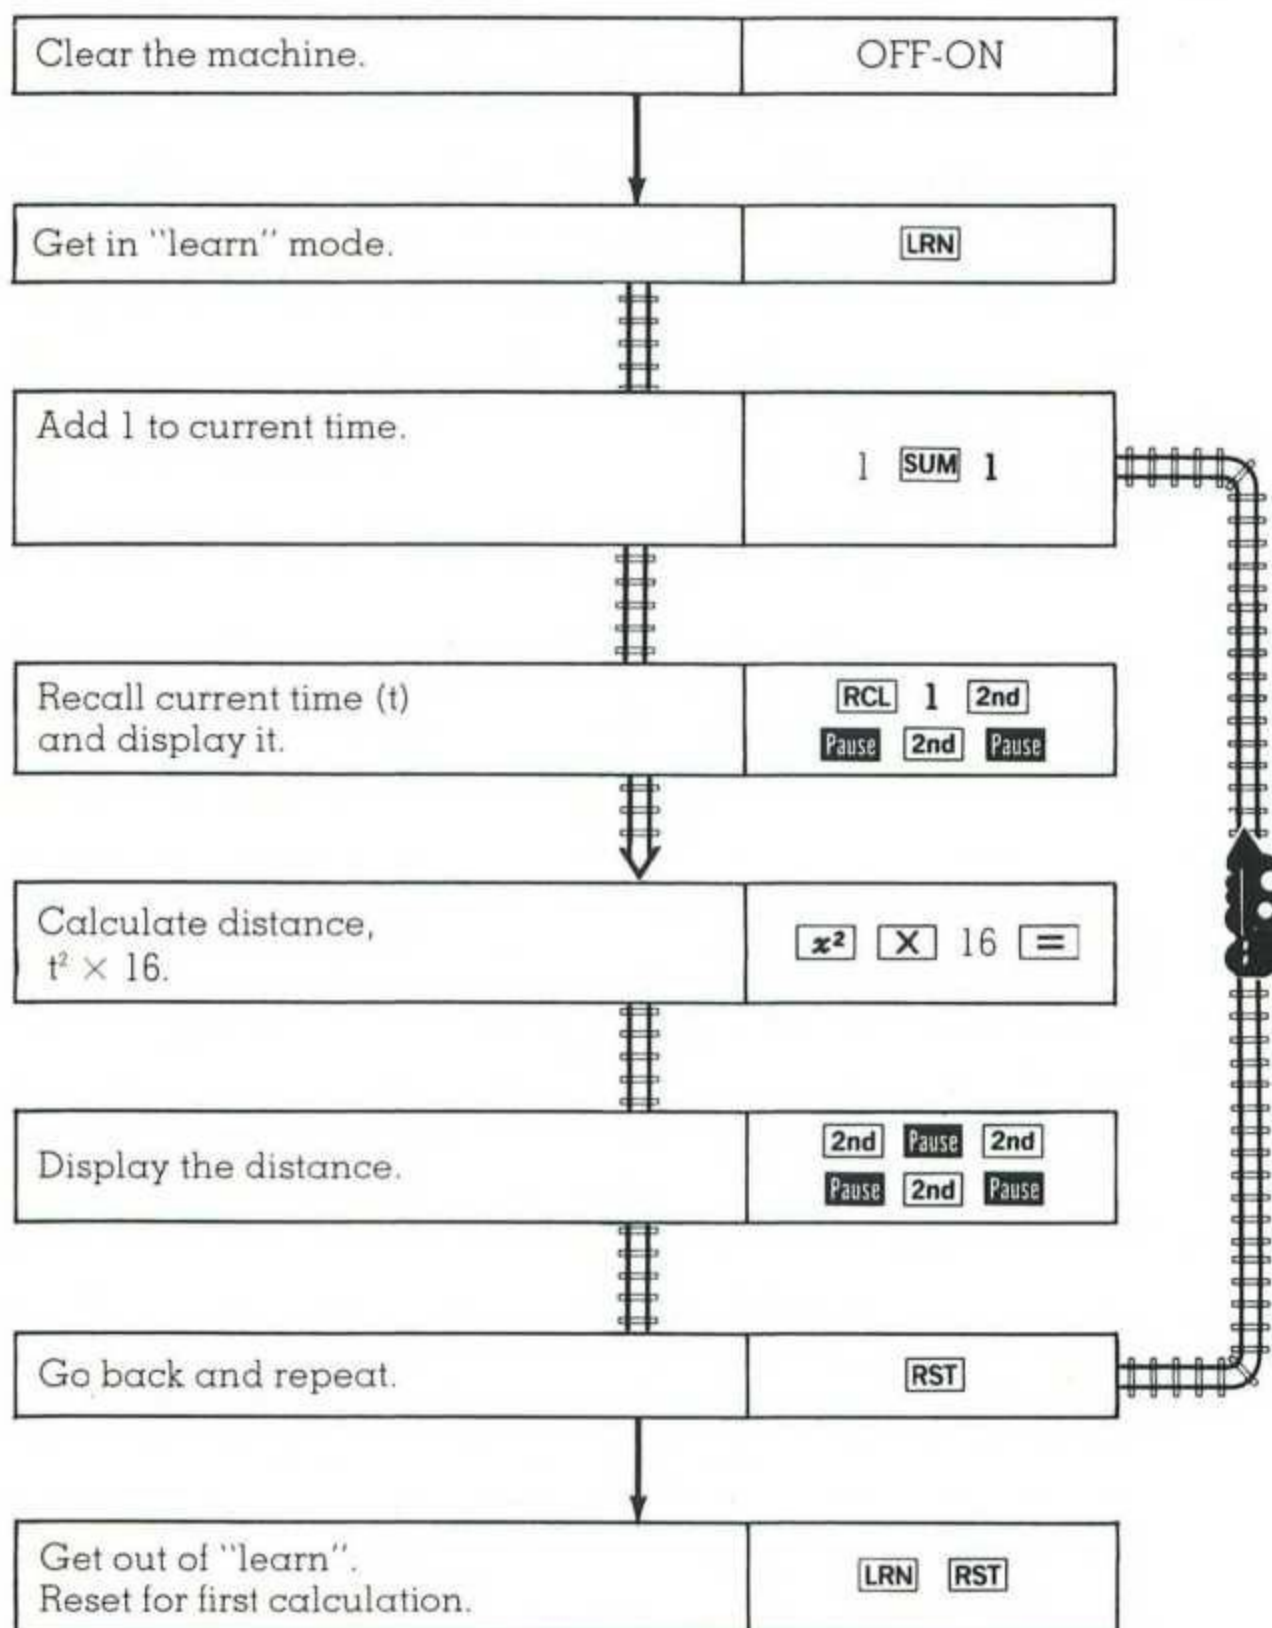 Clear the machine. OFF-ON
Get in "learn" mode. LRN
Add 1 to current time. 1 SUM 1
Recall current time (t) RCL 1 2nd
and display it. Pause 2nd Pause
Calculate distance, x² × 16 =
t² × 16.
Display the distance. 2nd Pause 2nd
Pause 2nd Pause
Go back and repeat. RST
Get out of "learn". LRN RST
Reset for first calculation.